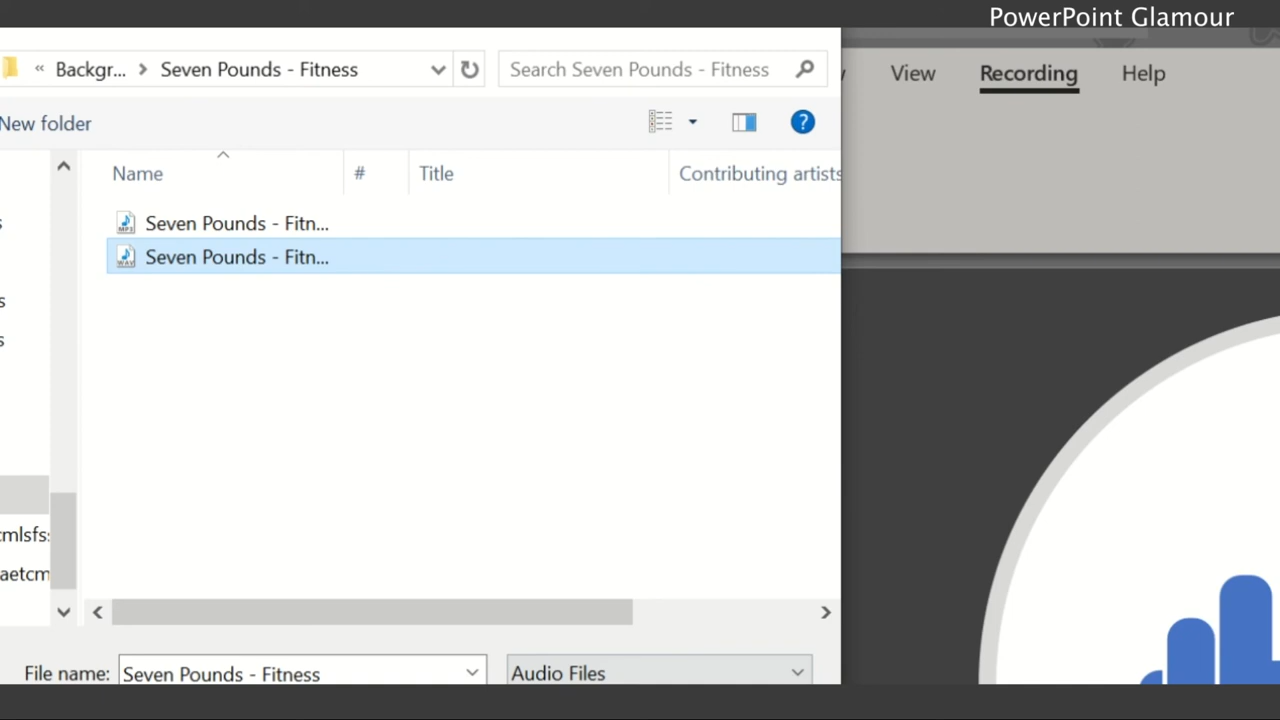 PowerPoint Glamour
« Backgr... > Seven Pounds - Fitness
Search Seven Pounds - Fitness
View
Recording
Help
New folder
Name
#
Title
Contributing artists
Seven Pounds - Fitn...
Seven Pounds - Fitn...
File name:
Seven Pounds - Fitness
Audio Files